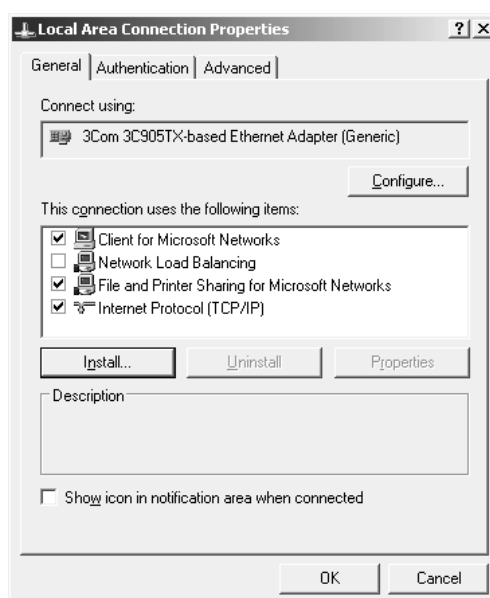 Local Area Connection Properties ? X
General Authentication Advanced
Connect using:
3Com 3C905TX-based Ethernet Adapter (Generic)
Configure...
This connection uses the following items:
Client for Microsoft Networks
Network Load Balancing
File and Printer Sharing for Microsoft Networks
Internet Protocol (TCP/IP)
Install... Uninstall Properties
Description
Show icon in notification area when connected
OK Cancel